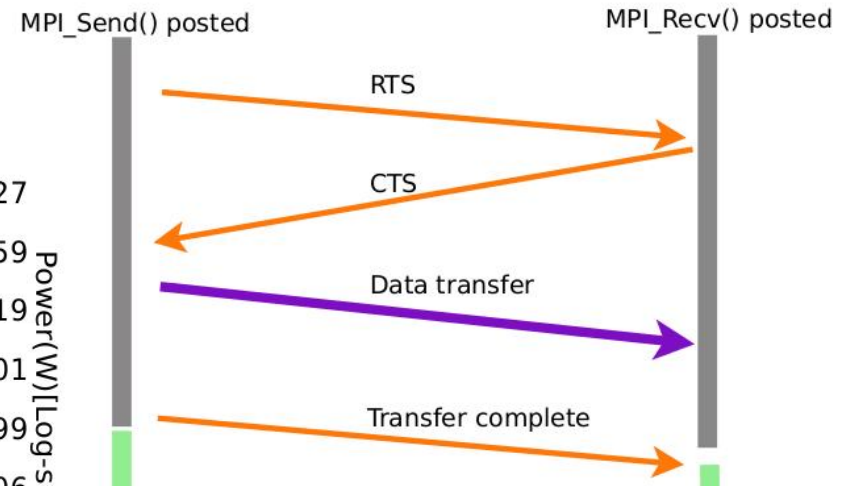 MPI_Send() posted
MPI_Recv() posted
RTS
CTS
Data transfer
Transfer complete
27
59
19
01
99
Power(W)[Log-s